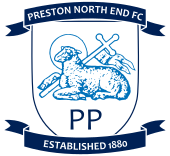 PRESTON NORTH END FC
PP
ESTABLISHED 1880